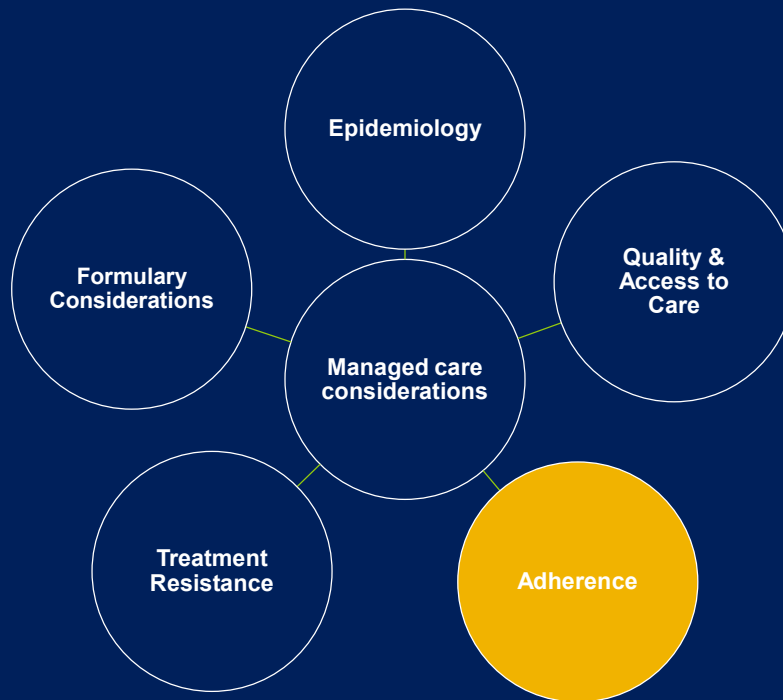 Epidemiology
Quality &
Access to
Care
Formulary
Considerations
Managed care
considerations
Treatment
Resistance
Adherence